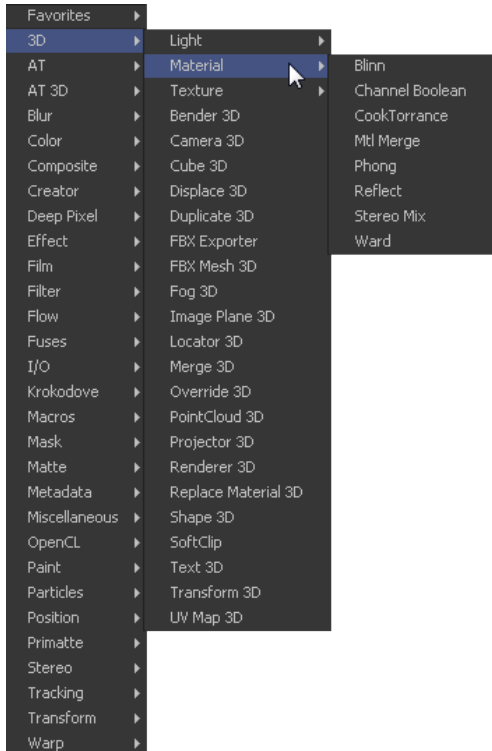 Favorites
3D
AT
AT 3D
Blur
Color
Composite
Creator
Deep Pixel
Effect
Film
Filter
Flow
Fuses
I/O
Krokodove
Macros
Mask
Matte
Metadata
Miscellaneous
OpenCL
Paint
Particles
Position
Primatte
Stereo
Tracking
Transform
Warp
Light
Material
Texture
Bender 3D
Camera 3D
Cube 3D
Displace 3D
Duplicate 3D
FBX Exporter
FBX Mesh 3D
Fog 3D
Image Plane 3D
Locator 3D
Merge 3D
Override 3D
PointCloud 3D
Projector 3D
Renderer 3D
Replace Material 3D
Shape 3D
SoftClip
Text 3D
Transform 3D
UV Map 3D
Blinn
Channel Boolean
CookTorrance
Mtl Merge
Phong
Reflect
Stereo Mix
Ward